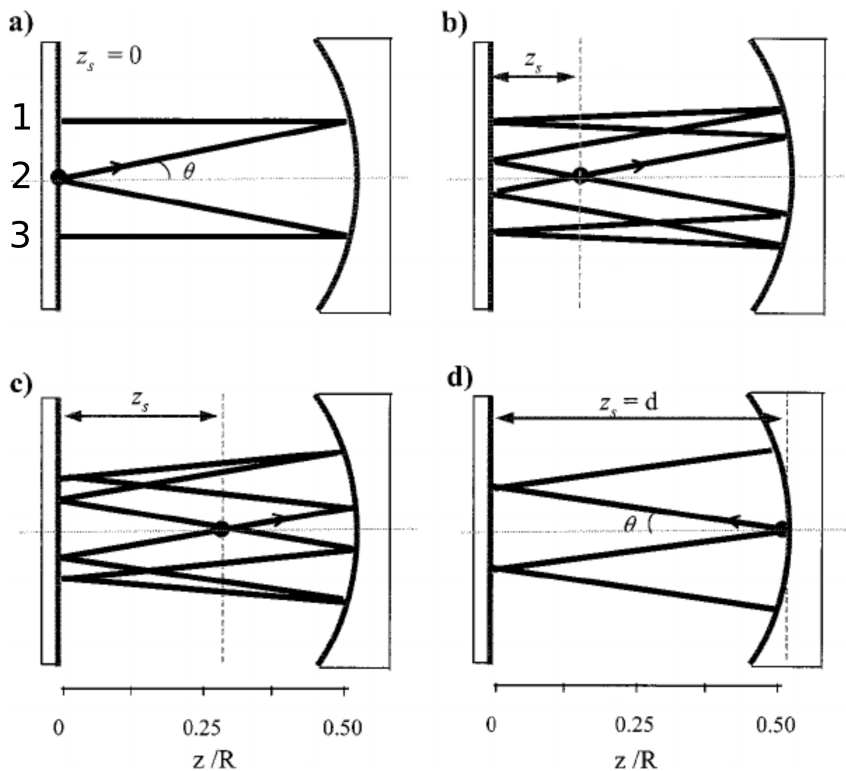 a)
z_s = 0
1
2
θ
3
b)
z_s
c)
z_s
d)
z_s = d
θ
0
0.25
0.50
z /R
0
0.25
0.50
z /R